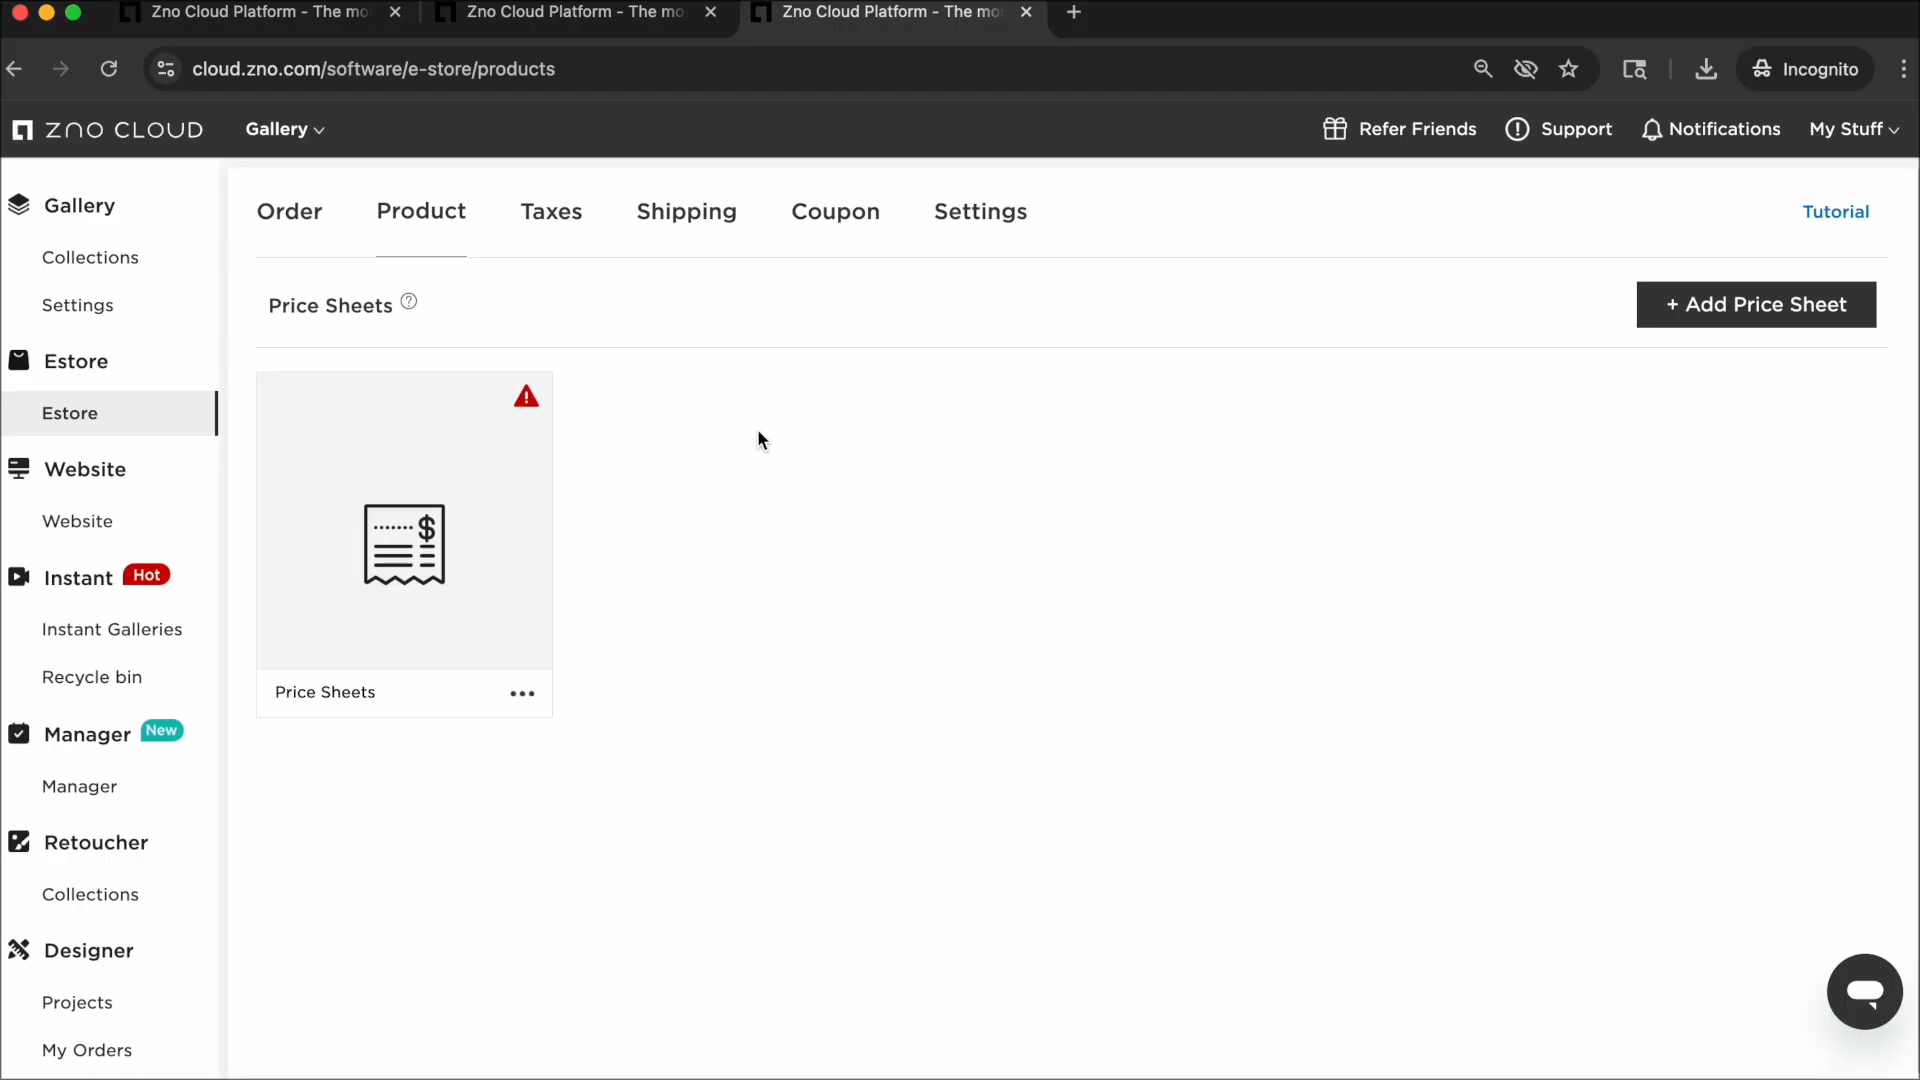 Zno Cloud Platform - The mo
Zno Cloud Platform - The mo
Zno Cloud Platform - The mo
cloud.zno.com/software/e-store/products
Incognito
ZNO CLOUD
Gallery
Refer Friends
Support
Notifications
My Stuff
Gallery
Collections
Settings
Estore
Estore
Website
Website
Instant Hot
Instant Galleries
Recycle bin
Manager New
Manager
Retoucher
Collections
Designer
Projects
My Orders
Order
Product
Taxes
Shipping
Coupon
Settings
Tutorial
Price Sheets ?
+ Add Price Sheet
$
Price Sheets